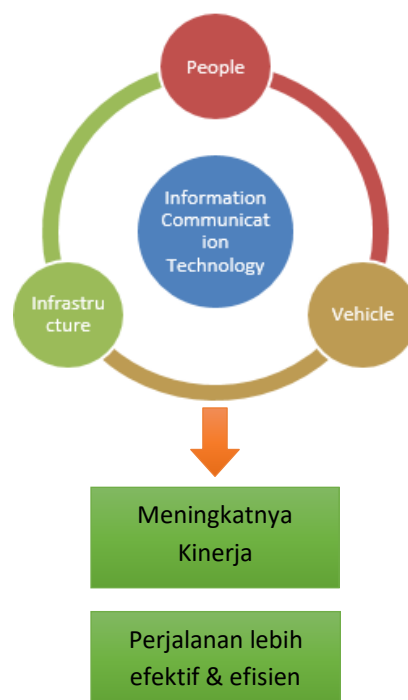 People
Information
Communicat
ion
Technology
Infrastru
cture
Vehicle
Meningkatnya
Kinerja
Perjalanan lebih
efektif & efisien